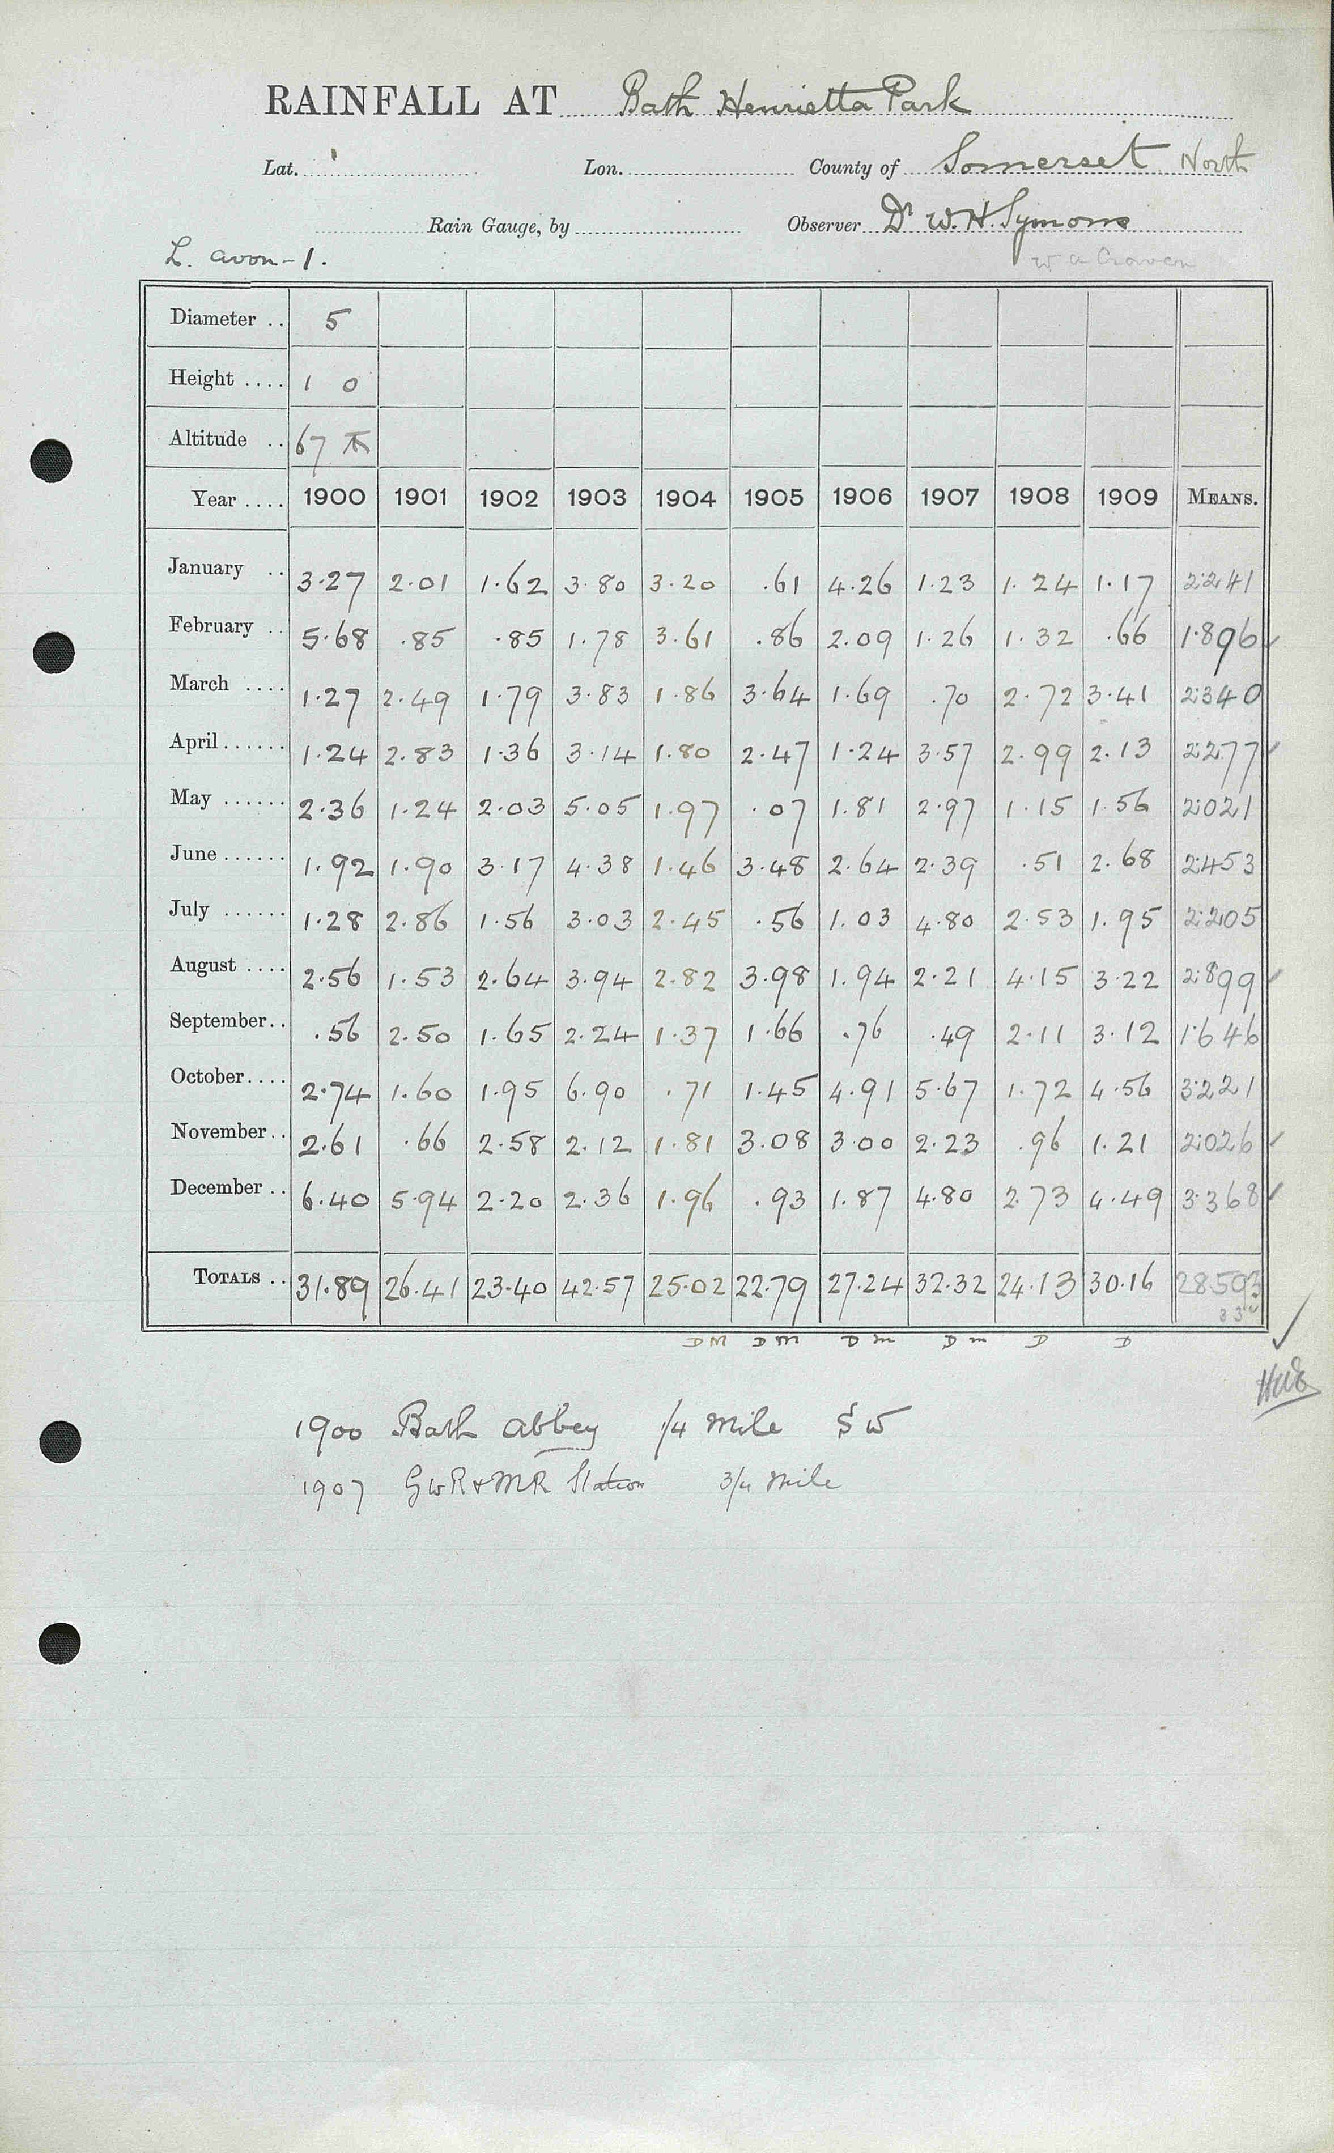 RAINFALL AT Bath Henrietta Park
Lat. Lon. County of Somerset North
Rain Gauge, by Observer Dr W.H. Symons
L. Avon - 1. W A Craven
Diameter .. 5
Height .... 1 0
Altitude .. 67
Year .... 1900 1901 1902 1903 1904 1905 1906 1907 1908 1909 MEANS.
January .. 3.27 2.01 1.62 3.80 3.20 .61 4.26 1.23 1.24 1.17 2.241
February .. 5.68 .85 .85 1.78 3.61 .86 2.09 1.26 1.32 .66 1.896
March .... 1.27 2.49 1.79 3.83 1.86 3.64 1.69 .70 2.72 3.41 2.340
April ...... 1.24 2.83 1.36 3.14 1.80 2.47 1.24 3.57 2.99 2.13 2.277
May ...... 2.36 1.24 2.03 5.05 1.97 .07 1.81 2.97 1.15 1.56 2.021
June ...... 1.92 1.90 3.17 4.38 1.46 3.48 2.64 2.39 .51 2.68 2.453
July ...... 1.28 2.86 1.56 3.03 2.45 .56 1.03 4.80 2.53 1.95 2.205
August .... 2.56 1.53 2.64 3.94 2.82 3.98 1.94 2.21 4.15 3.22 2.899
September .. .56 2.50 1.65 2.24 1.37 1.66 .76 .49 2.11 3.12 1.646
October .... 2.74 1.60 1.95 6.90 .71 1.45 4.91 5.67 1.72 4.56 3.221
November .. 2.61 .66 2.58 2.12 1.81 3.08 3.00 2.23 .96 1.21 2.026
December .. 6.40 5.94 2.20 2.36 1.96 .93 1.87 4.80 2.73 4.49 3.368
TOTALS .. 31.89 26.41 23.40 42.57 25.02 22.79 27.24 32.32 24.13 30.16 28.593
DM DM Dm Dm D D
1900 Bath Abbey 1/4 mile SW
1907 GWR & MR Station 3/4 mile